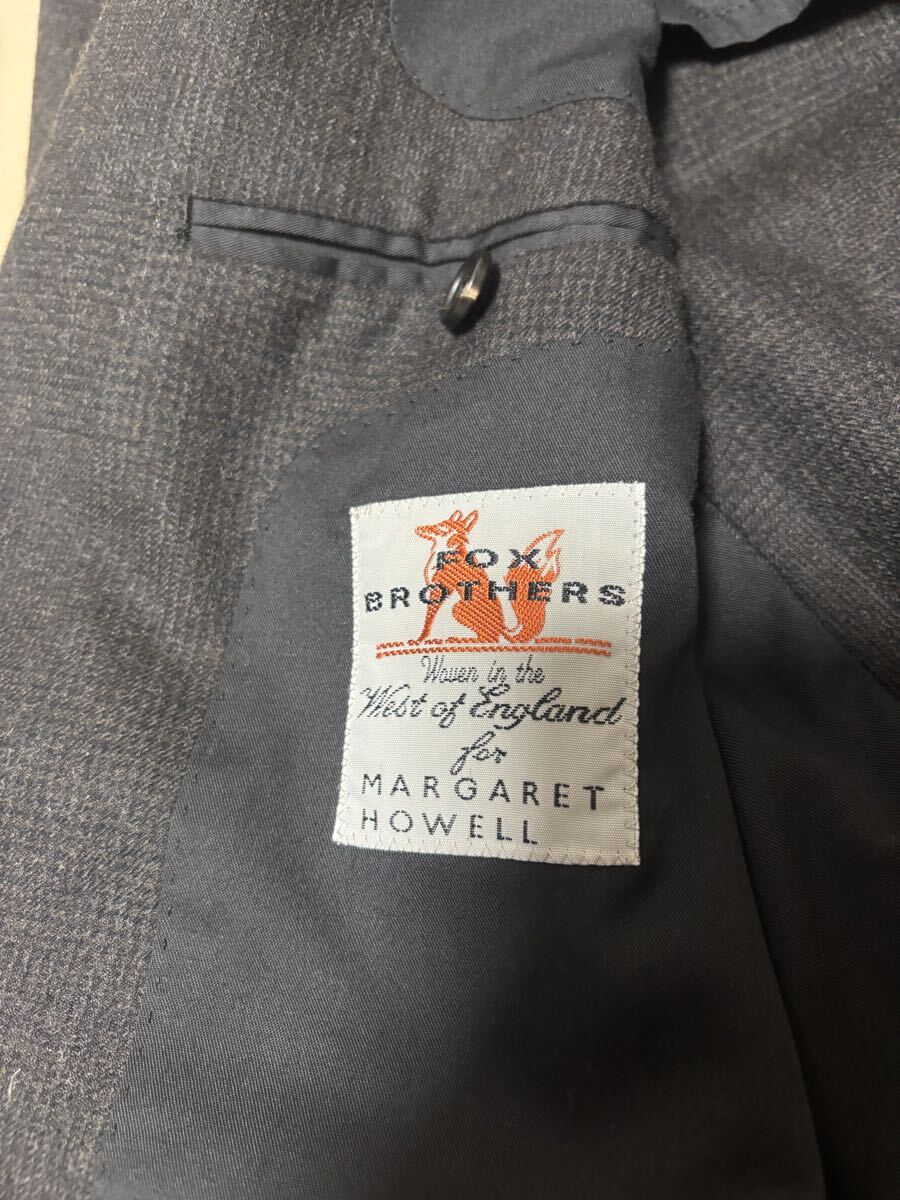 FOX
BROTHERS
Woven in the
West of England
for
MARGARET
HOWELL